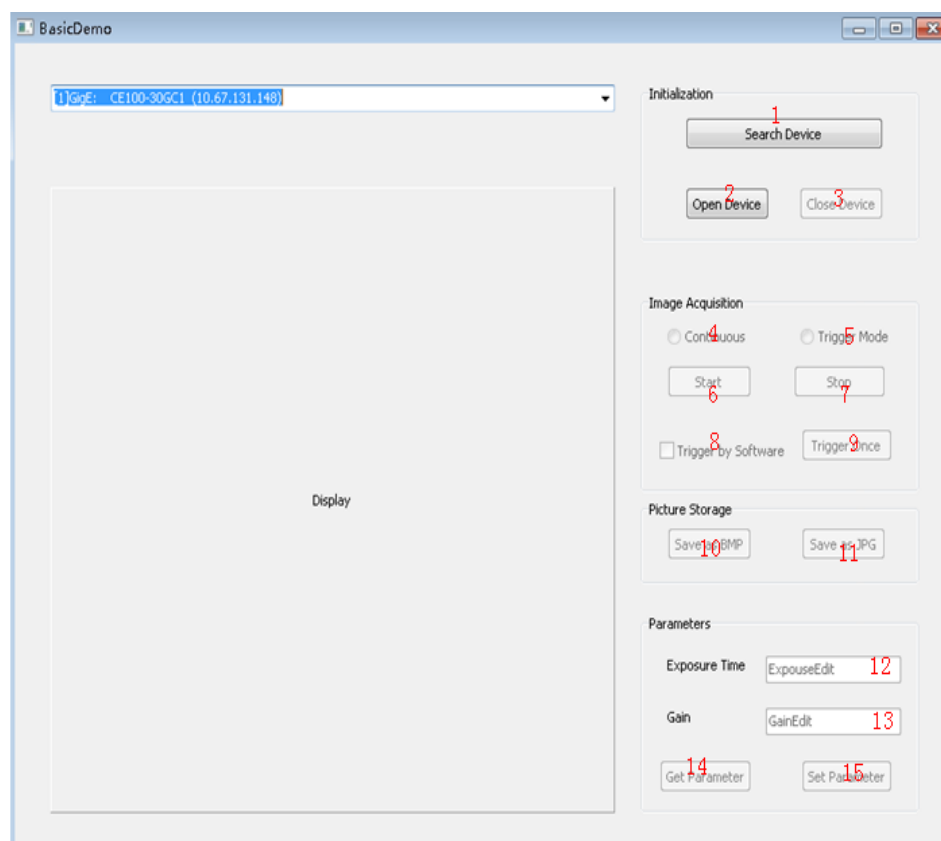 BasicDemo
[1]GigE: CE100-30GC1 (10.67.131.148)
Initialization
1
Search Device
2
Open Device
3
Close Device
Image Acquisition
4
Continuous
5
Trigger Mode
Start
6
Stop
7
8
Trigger by Software
9
Trigger Once
Display
Picture Storage
Save as BMP
10
Save as JPG
11
Parameters
Exposure Time
ExpouseEdit
12
Gain
GainEdit
13
14
Get Parameter
15
Set Parameter